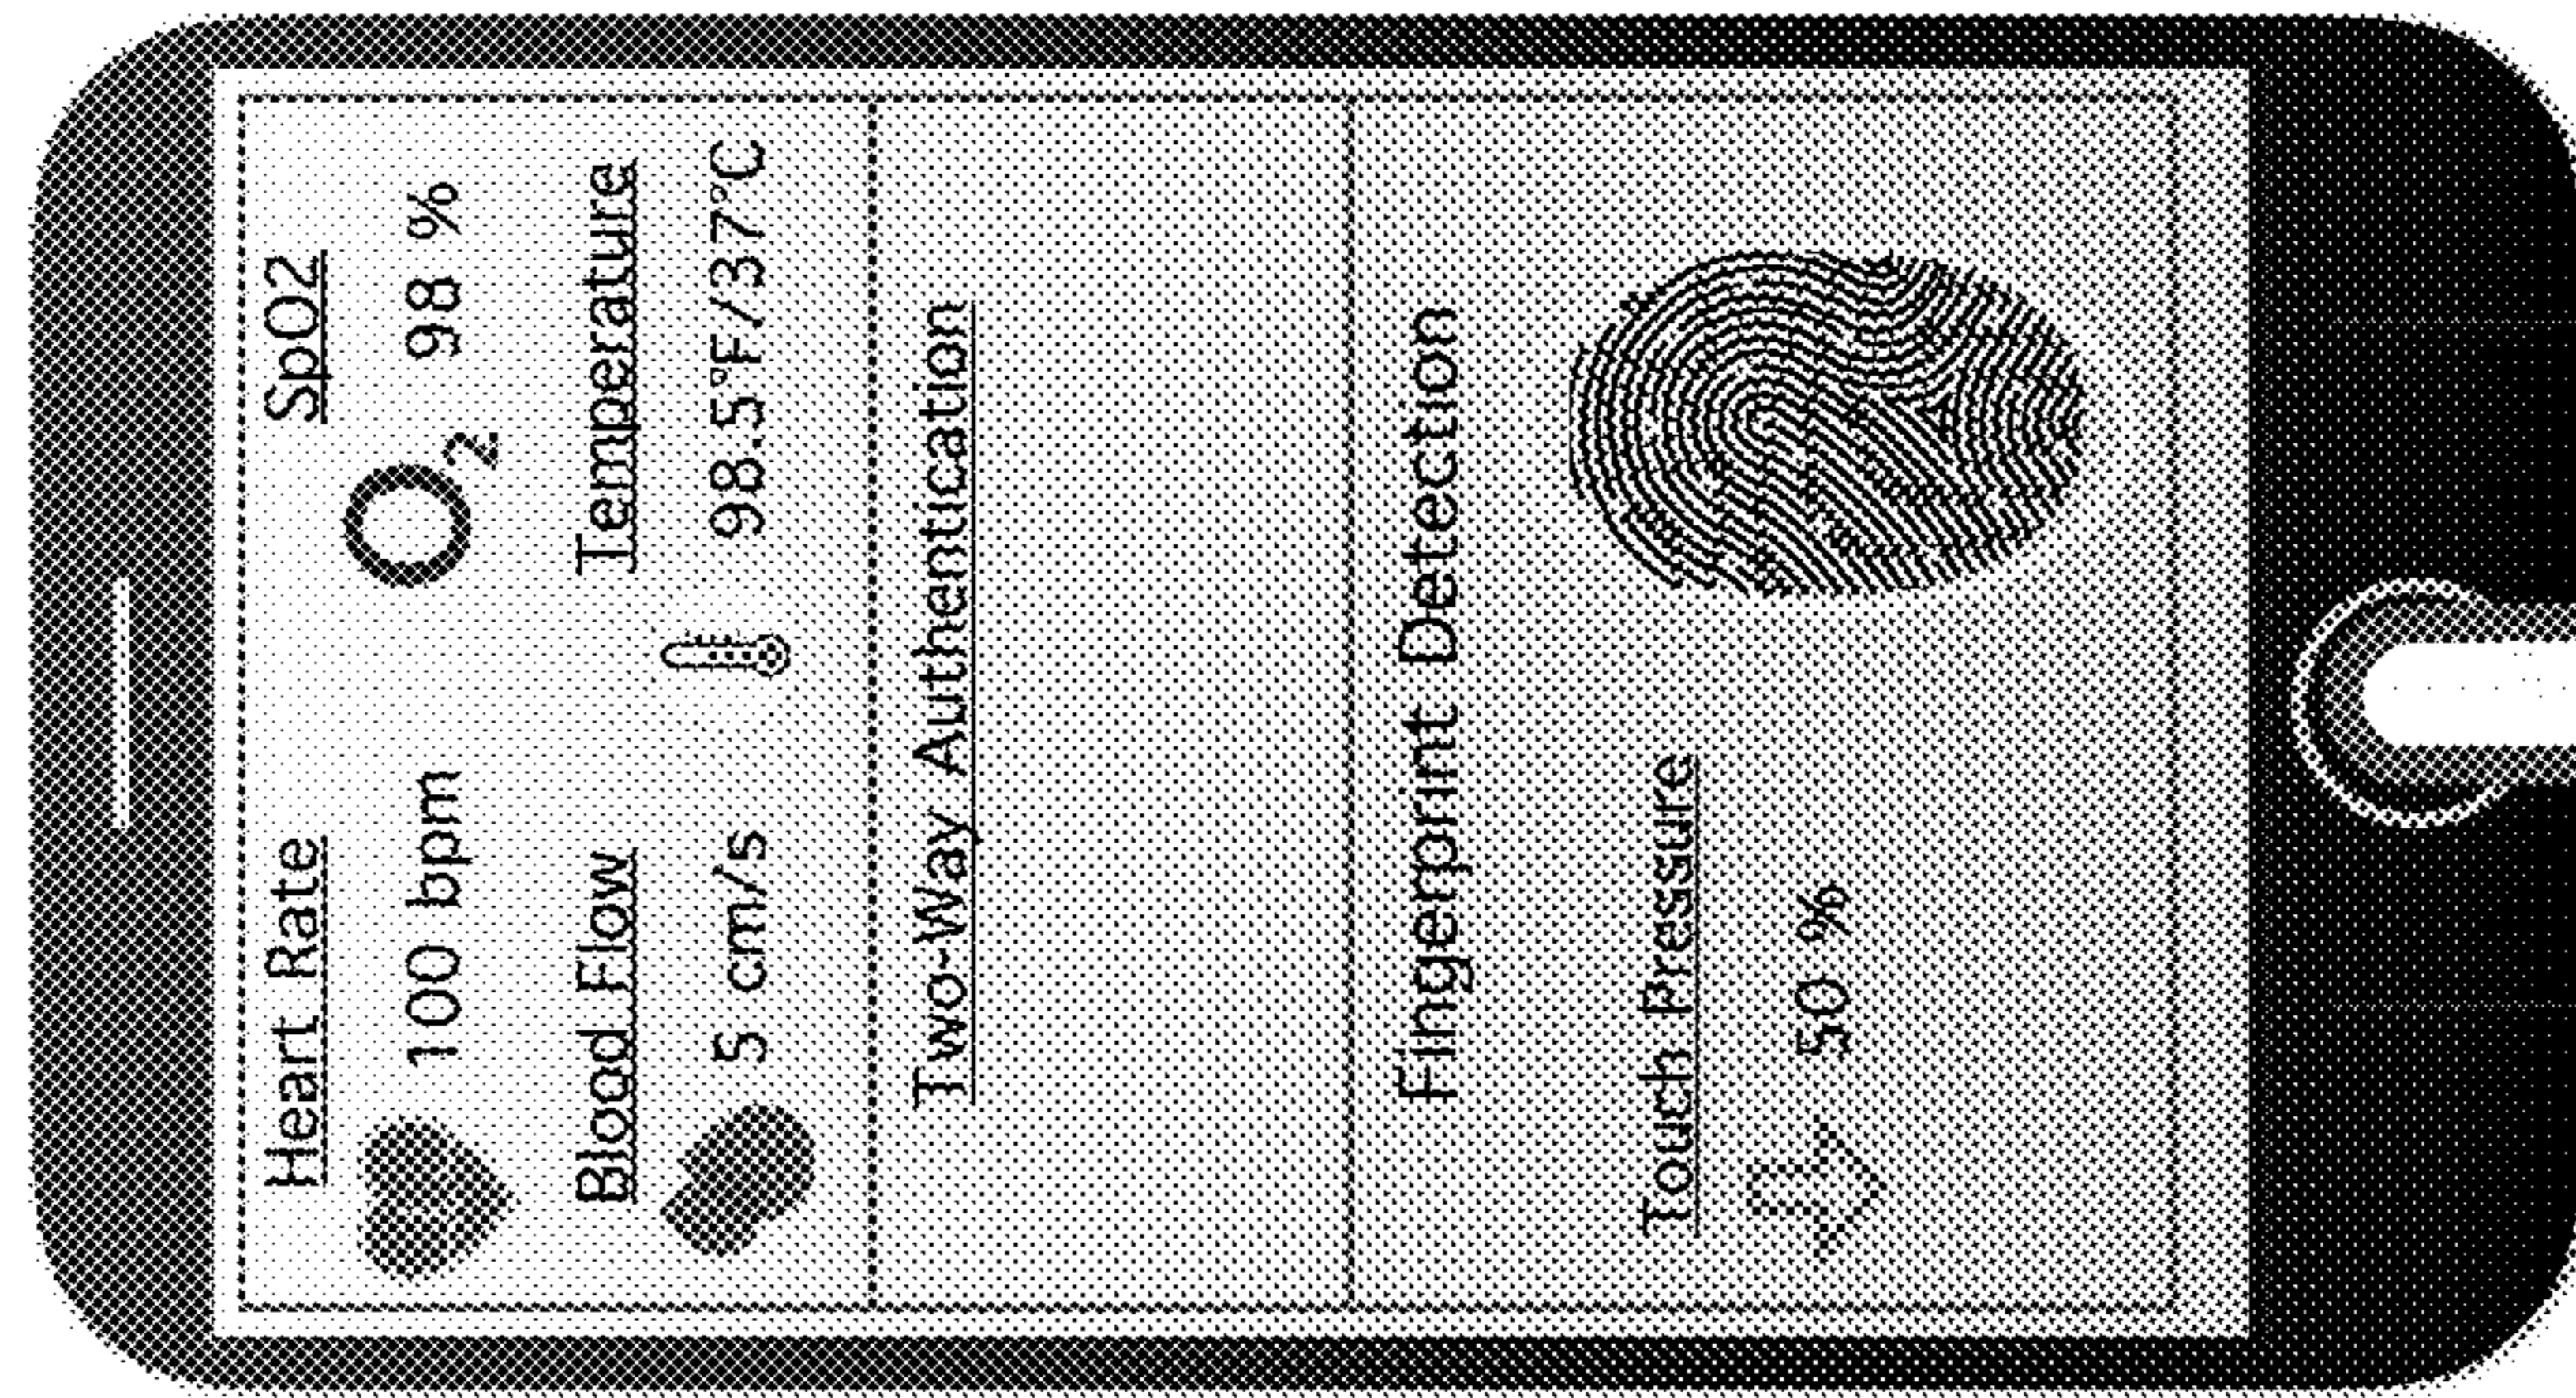 Heart Rate SpO2
100 bpm O2 98 %
Blood Flow Temperature
5 cm/s 98.5°F/37°C
Two-Way Authentication
Fingerprint Detection
Touch Pressure
50 %